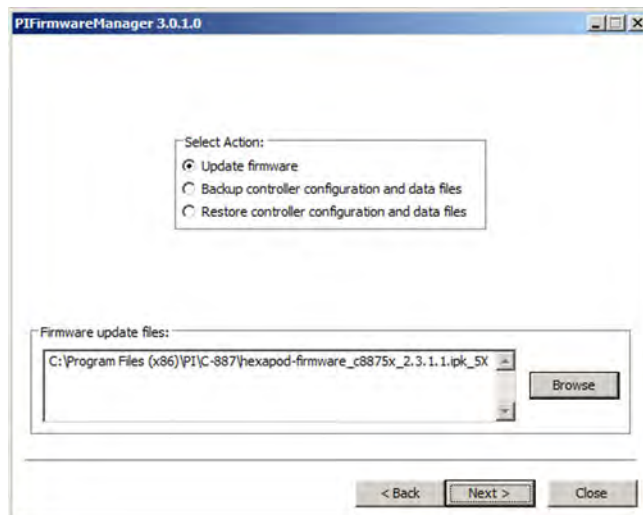 PIFirmwareManager 3.0.1.0
Select Action:
Update firmware
Backup controller configuration and data files
Restore controller configuration and data files
Firmware update files:
C:\Program Files (x86)\PI\C-887\hexapod-firmware_c8875x_2.3.1.1.ipk_5X
Browse
< Back Next > Close